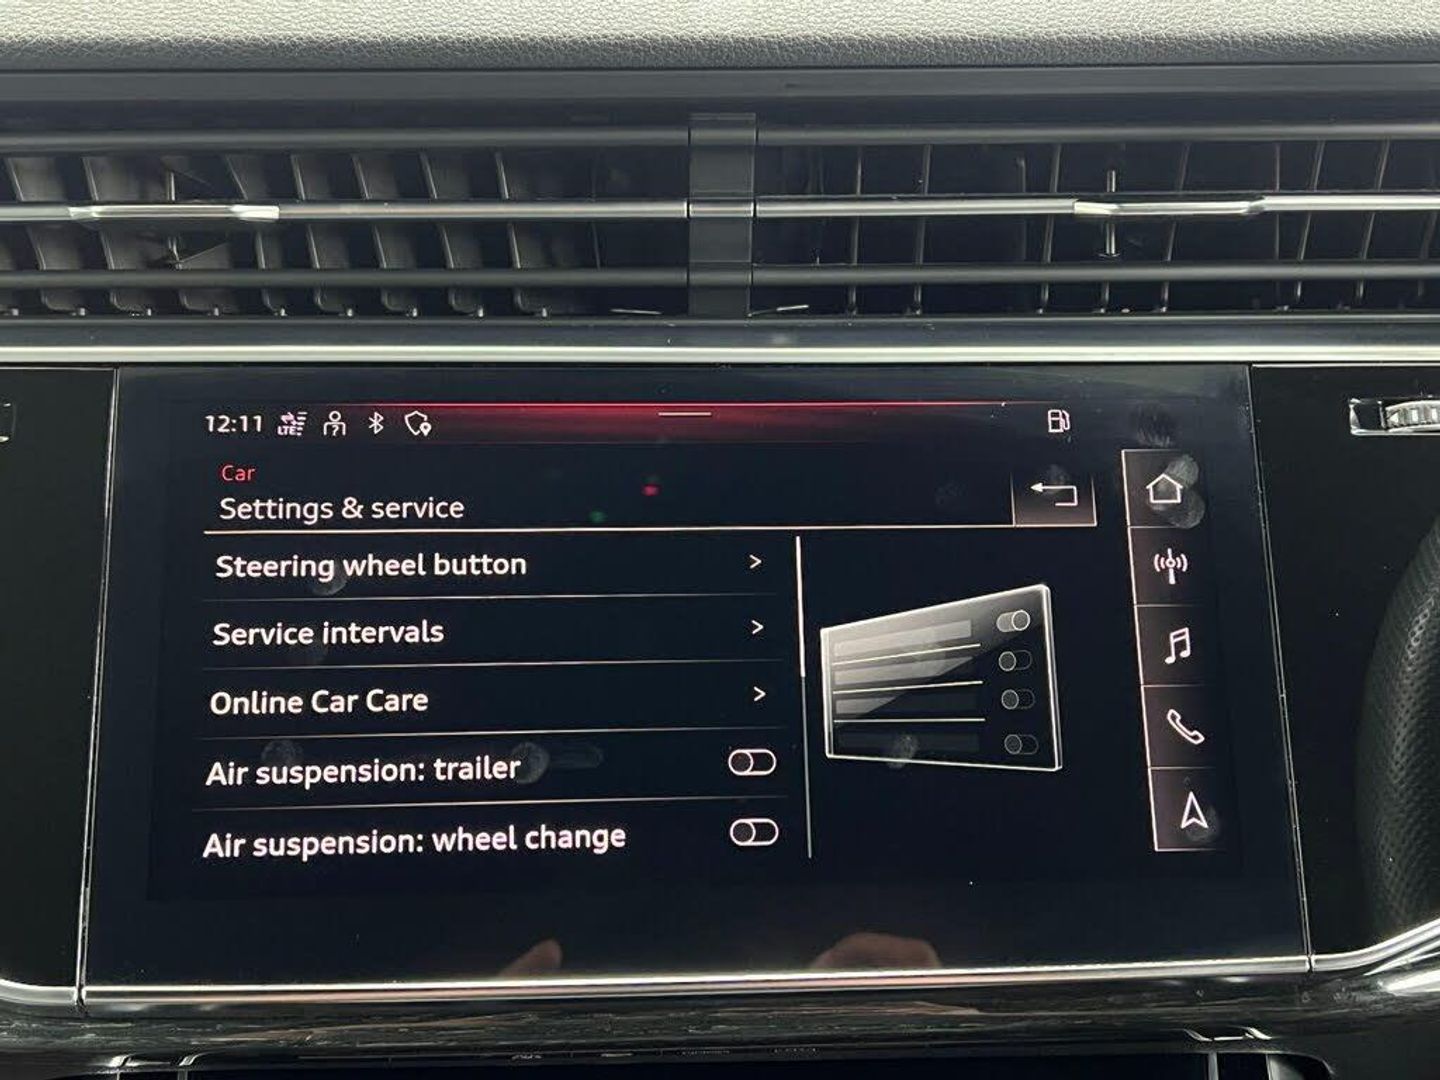 12:11 LTE
Car
Settings & service
Steering wheel button
Service intervals
Online Car Care
Air suspension: trailer
Air suspension: wheel change